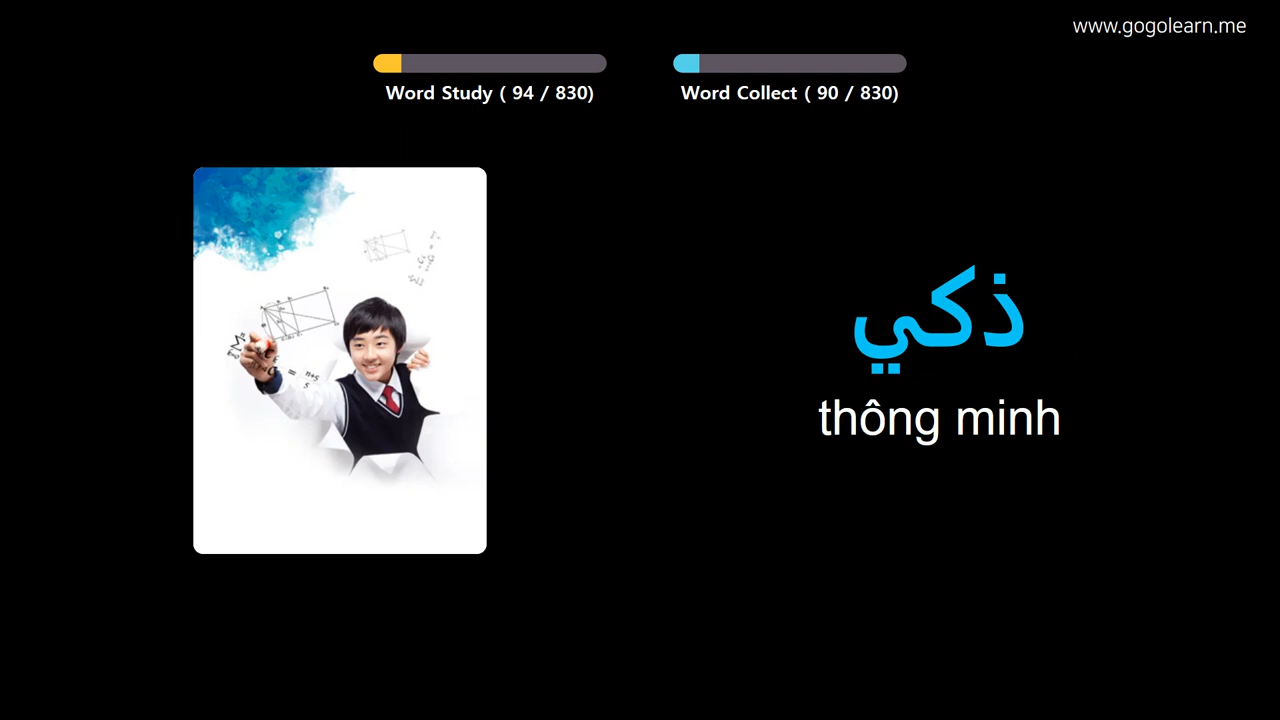 www.gogolearn.me
Word Study ( 94 / 830)
Word Collect ( 90 / 830)
ذكي
thông minh